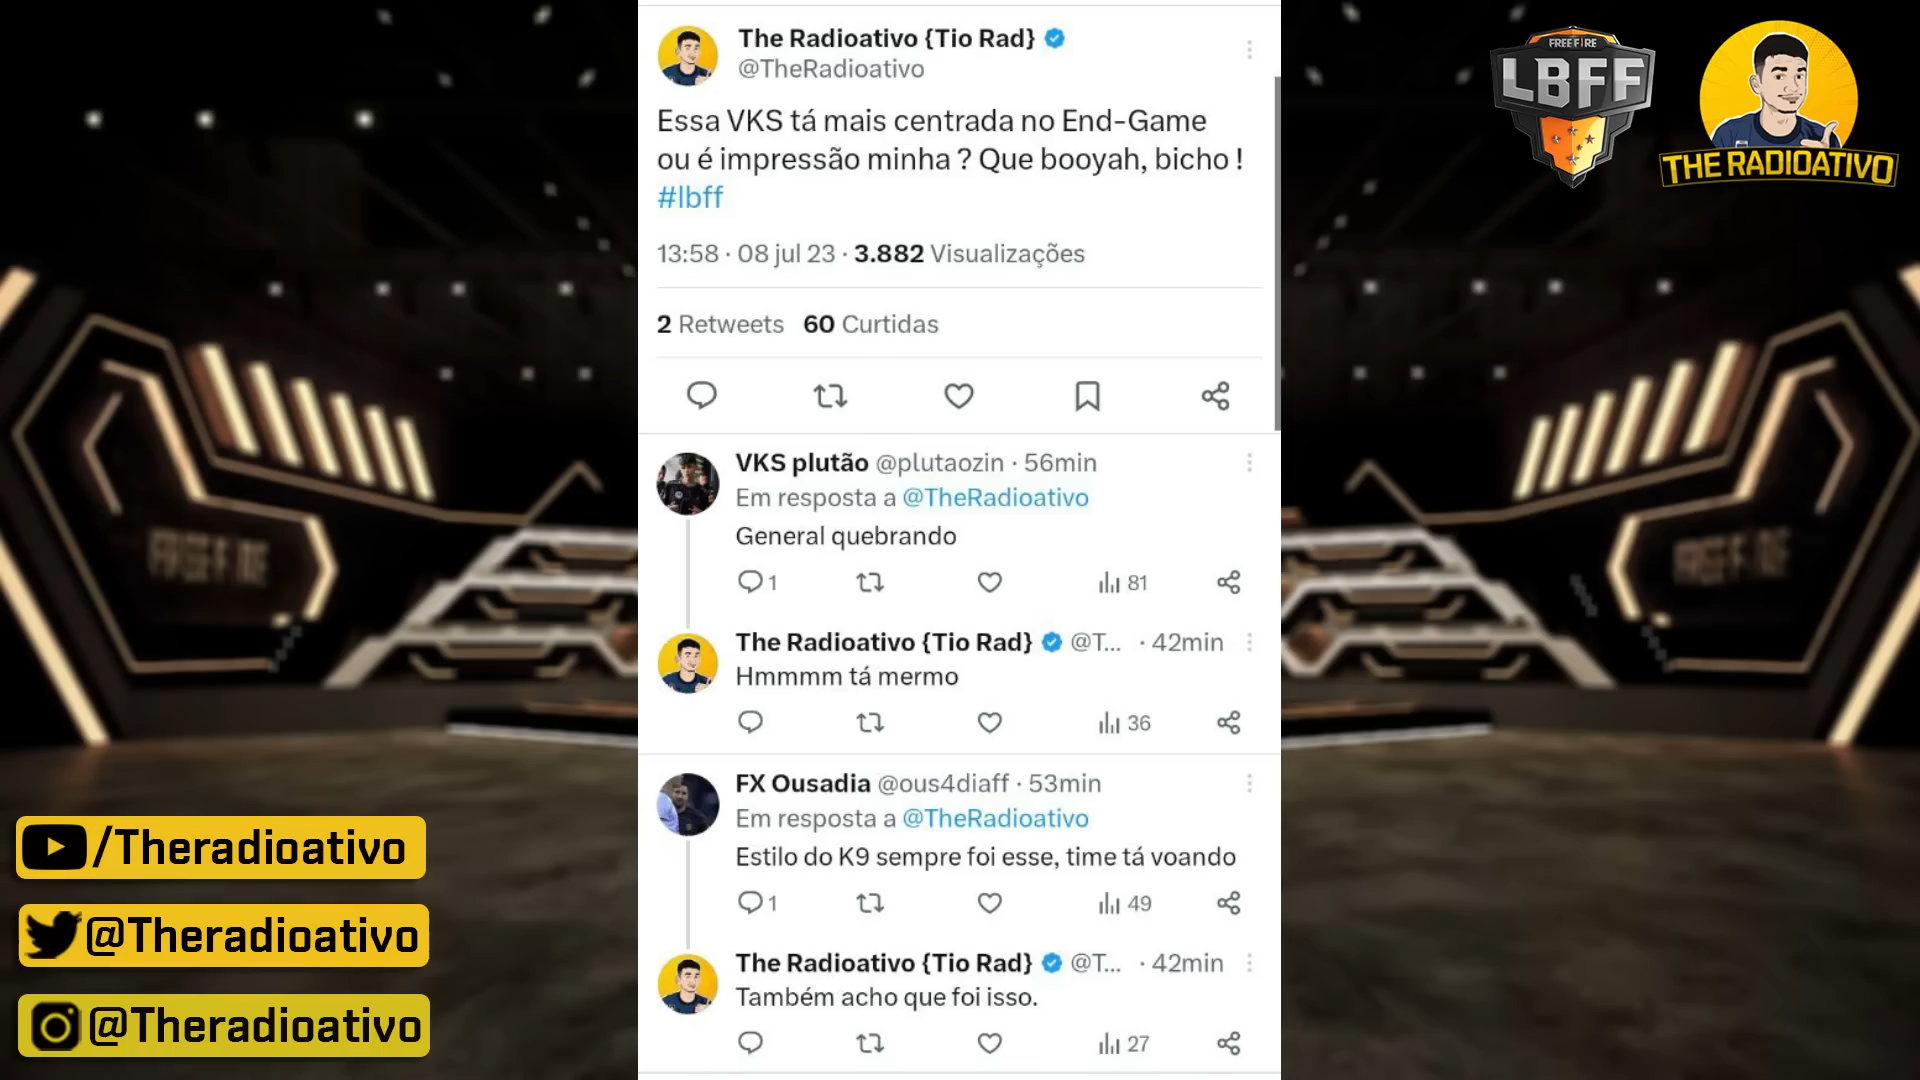 The Radioativo {Tio Rad}
@TheRadioativo
Essa VKS tá mais centrada no End-Game
ou é impressão minha ? Que booyah, bicho !
#lbff
13:58 · 08 jul 23 · 3.882 Visualizações
2 Retweets 60 Curtidas
VKS plutão @plutaozin · 56min
Em resposta a @TheRadioativo
General quebrando
1 81
The Radioativo {Tio Rad} @T... · 42min
Hmmmm tá mermo
36
FX Ousadia @ous4diaff · 53min
Em resposta a @TheRadioativo
Estilo do K9 sempre foi esse, time tá voando
1 49
The Radioativo {Tio Rad} @T... · 42min
Também acho que foi isso.
27
FREE FIRE
LBFF
THE RADIOATIVO
FREE FIRE
FREE FIRE
/Theradioativo
@Theradioativo
@Theradioativo